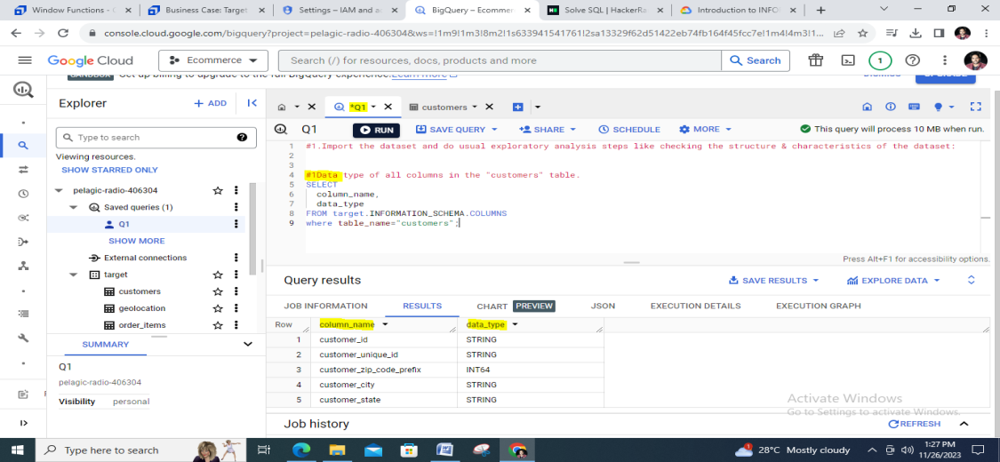 Window Functions - G
Business Case: Target
Settings – IAM and a
BigQuery – Ecommer
Solve SQL | HackerRa
Introduction to INFO
console.cloud.google.com/bigquery?project=pelagic-radio-406304&ws=!1m9!1m3!8m2!1s633941541761!2sa13329f62d51422eb74fb164f45fcc7e!1m4!4m3!1...
Google Cloud
Ecommerce
Search (/) for resources, docs, products and more
Search
1
Explorer
+ ADD
*Q1
customers
Type to search
Q1
RUN
SAVE QUERY
SHARE
SCHEDULE
MORE
This query will process 10 MB when run.
Viewing resources.
SHOW STARRED ONLY
pelagic-radio-406304
Saved queries (1)
Q1
SHOW MORE
External connections
target
customers
geolocation
order_items
SUMMARY
Q1
pelagic-radio-406304
Visibility personal
1 #1.Import the dataset and do usual exploratory analysis steps like checking the structure & characteristics of the dataset:
2
3
4 #1Data type of all columns in the "customers" table.
5 SELECT
6 column_name,
7 data_type
8 FROM target.INFORMATION_SCHEMA.COLUMNS
9 where table_name="customers";
Press Alt+F1 for accessibility options.
Query results
SAVE RESULTS
EXPLORE DATA
JOB INFORMATION
RESULTS
CHART PREVIEW
JSON
EXECUTION DETAILS
EXECUTION GRAPH
Row column_name data_type
1 customer_id STRING
2 customer_unique_id STRING
3 customer_zip_code_prefix INT64
4 customer_city STRING
5 customer_state STRING
Activate Windows
Go to Settings to activate Windows.
Job history
REFRESH
Type here to search
28°C Mostly cloudy
1:27 PM
11/26/2023